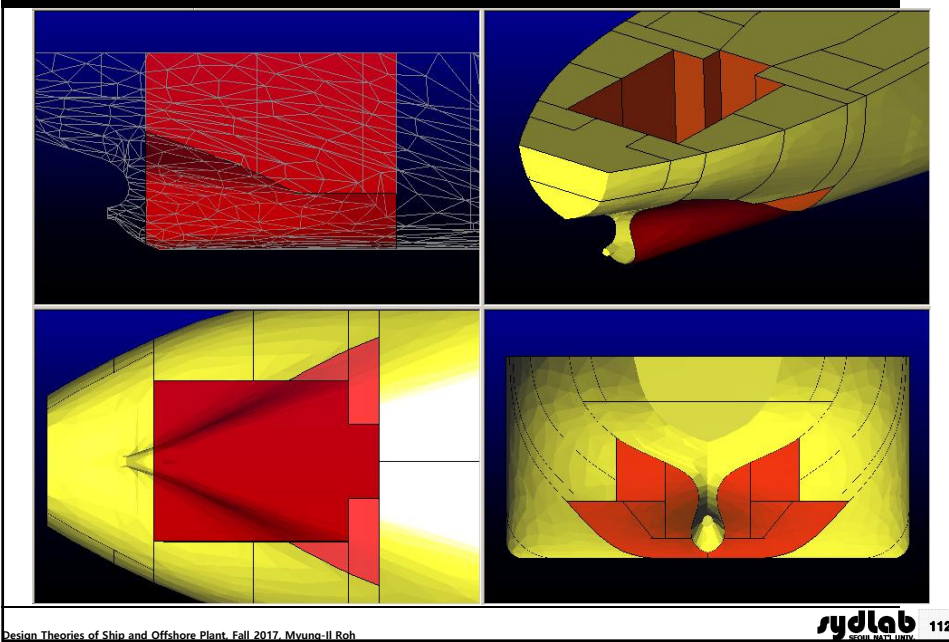 Design Theories of Ship and Offshore Plant, Fall 2017, Myung-Il Roh
sydlab
SEOUL NAT'L UNIV.
112